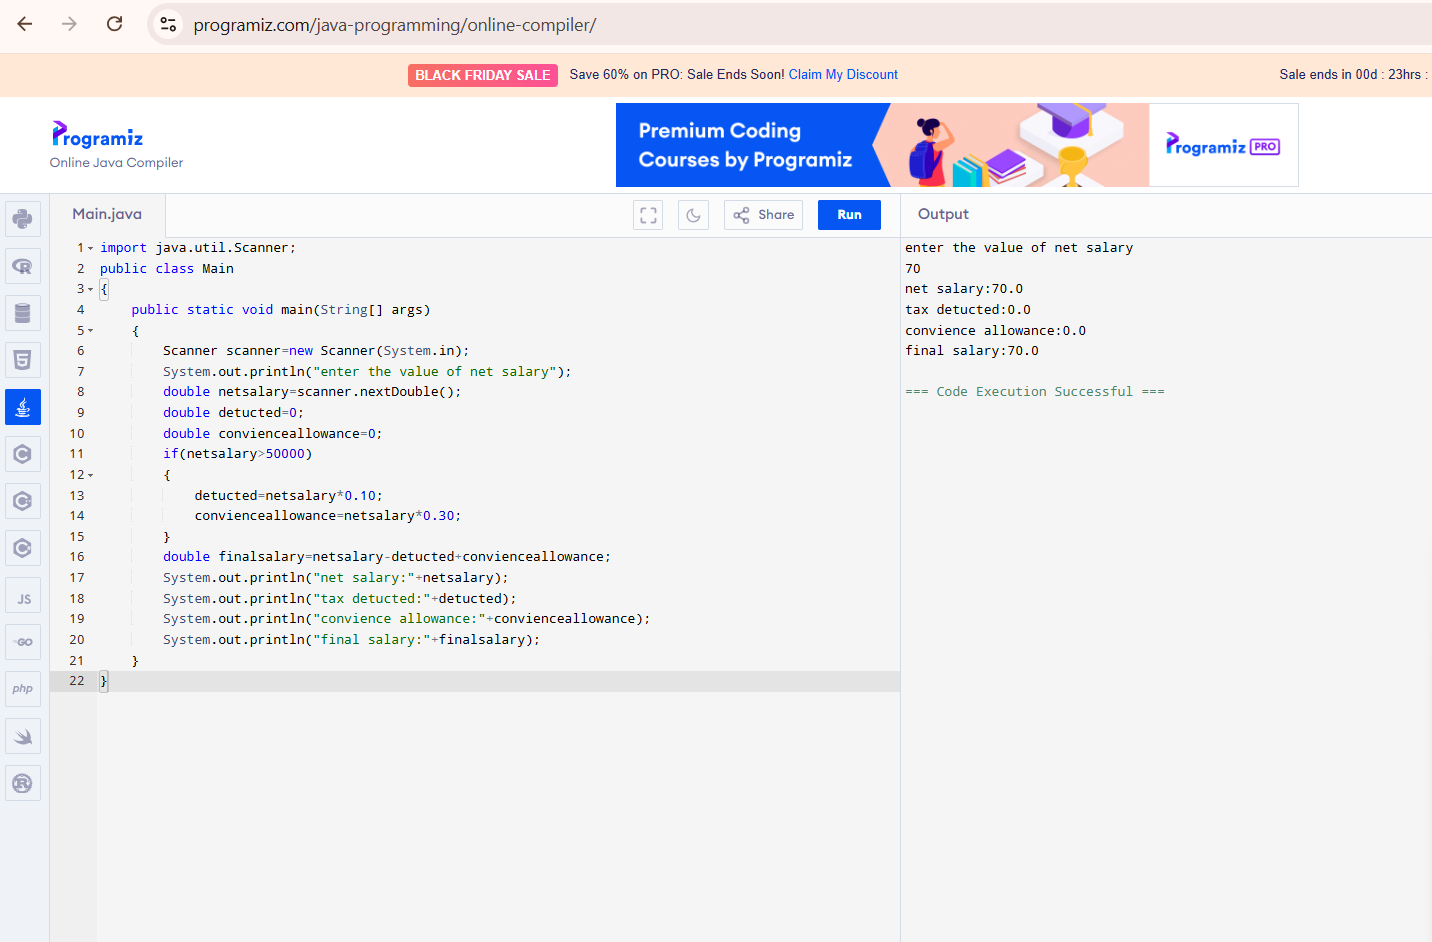 programiz.com/java-programming/online-compiler/
BLACK FRIDAY SALE Save 60% on PRO: Sale Ends Soon! Claim My Discount Sale ends in 00d : 23hrs :
Programiz
Online Java Compiler
Premium Coding
Courses by Programiz
Programiz PRO
Main.java
Share
Run
Output
1 import java.util.Scanner;
2 public class Main
3 {
4 public static void main(String[] args)
5 {
6 Scanner scanner=new Scanner(System.in);
7 System.out.println("enter the value of net salary");
8 double netsalary=scanner.nextDouble();
9 double detucted=0;
10 double convienceallowance=0;
11 if(netsalary>50000)
12 {
13 detucted=netsalary*0.10;
14 convienceallowance=netsalary*0.30;
15 }
16 double finalsalary=netsalary-detucted+convienceallowance;
17 System.out.println("net salary:"+netsalary);
18 System.out.println("tax detucted:"+detucted);
19 System.out.println("convience allowance:"+convienceallowance);
20 System.out.println("final salary:"+finalsalary);
21 }
22 }
enter the value of net salary
70
net salary:70.0
tax detucted:0.0
convience allowance:0.0
final salary:70.0
=== Code Execution Successful ===
R
5
C
C
C
JS
GO
php
R